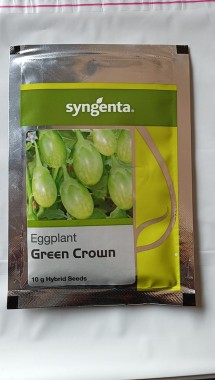 syngenta
Eggplant
Green Crown
10 g Hybrid Seeds